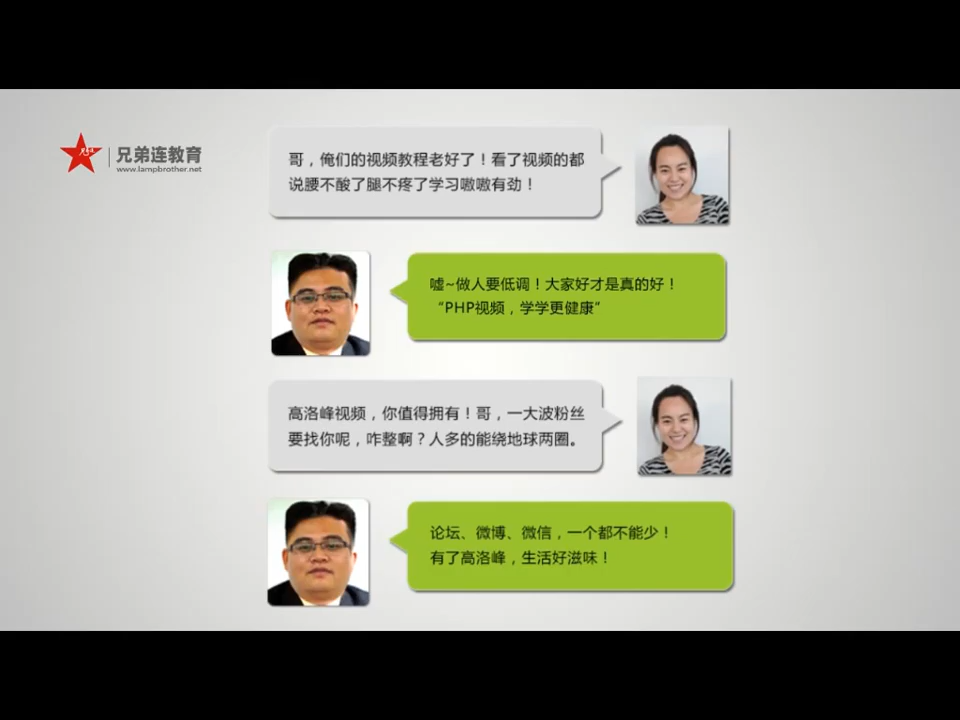 兄弟连教育
www.lampbrother.net
哥，俺们的视频教程老好了！看了视频的都
说腰不酸了腿不疼了学习嗷嗷有劲！
嘘~做人要低调！大家好才是真的好！
“PHP视频，学学更健康”
高洛峰视频，你值得拥有！哥，一大波粉丝
要找你呢，咋整啊？人多的能绕地球两圈。
论坛、微博、微信，一个都不能少！
有了高洛峰，生活好滋味！